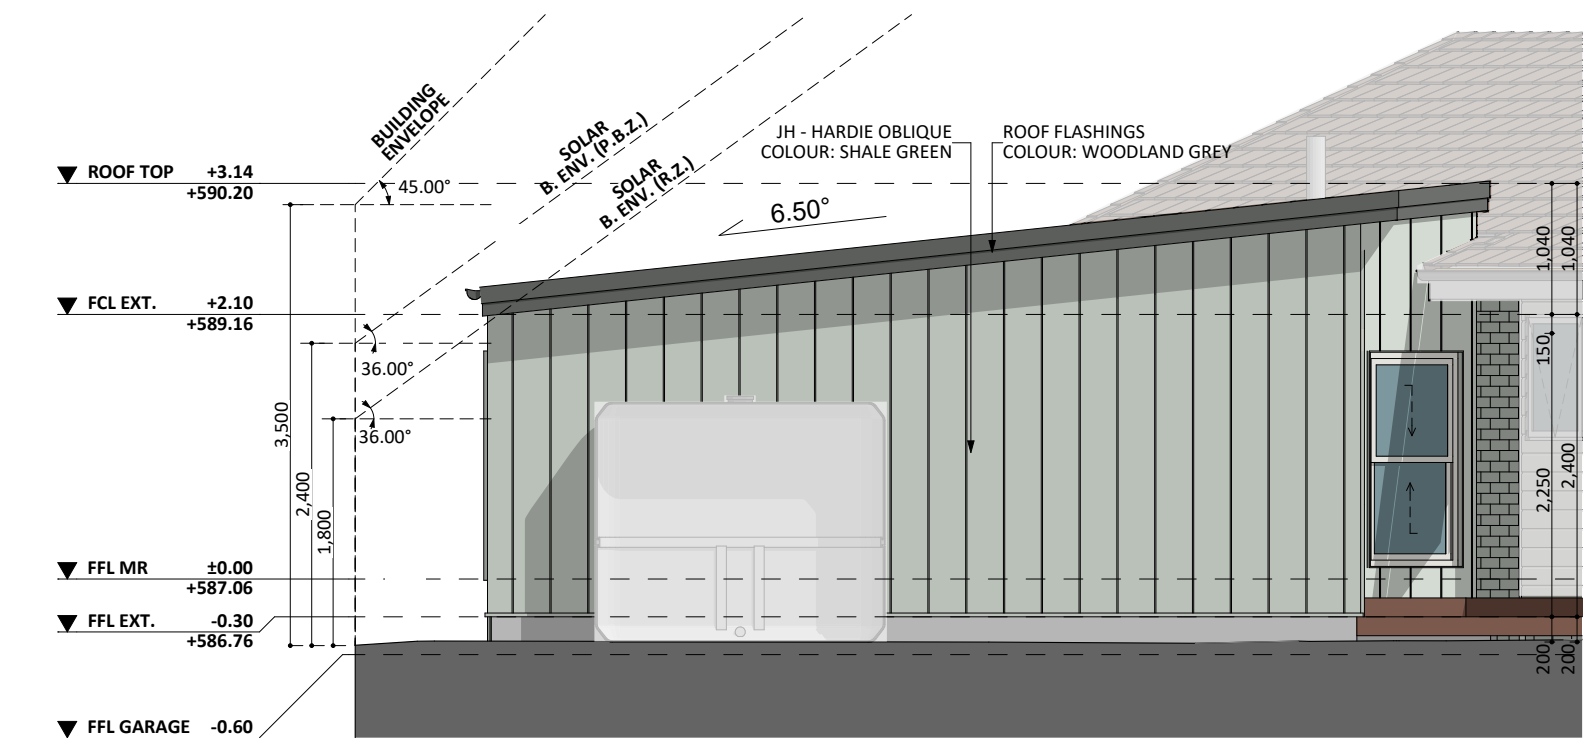 BUILDING
ENVELOPE
SOLAR
B. ENV. (P.B.Z.)
SOLAR
B. ENV. (R.Z.)
JH - HARDIE OBLIQUE
COLOUR: SHALE GREEN
ROOF FLASHINGS
COLOUR: WOODLAND GREY
ROOF TOP +3.14
+590.20
45.00°
6.50°
FCL EXT. +2.10
+589.16
36.00°
36.00°
3,500
2,400
1,800
1,040
1,040
150
2,250
2,400
200
200
FFL MR ±0.00
+587.06
FFL EXT. -0.30
+586.76
FFL GARAGE -0.60